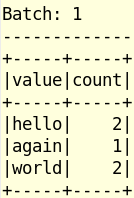 Batch: 1
-------------
+-----+-----+
|value|count|
+-----+-----+
|hello|    2|
|again|    1|
|world|    2|
+-----+-----+